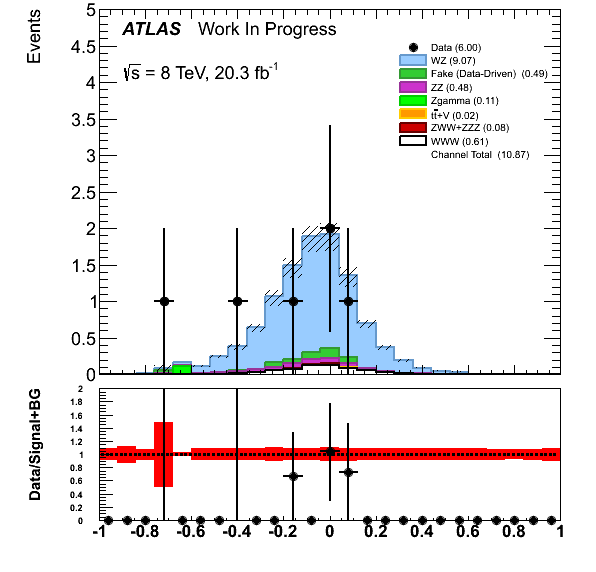 Events
5
ATLAS Work In Progress
4.5
√s = 8 TeV, 20.3 fb-1
4
3.5
3
2.5
2
1.5
1
0.5
0
Data (6.00)
WZ (9.07)
Fake (Data-Driven) (0.49)
ZZ (0.48)
Zgamma (0.11)
tt+V (0.02)
ZWW+ZZZ (0.08)
WWW (0.61)
Channel Total (10.87)
Data/Signal+BG
2
1.8
1.6
1.4
1.2
1
0.8
0.6
0.4
0.2
0
-1 -0.8 -0.6 -0.4 -0.2 0 0.2 0.4 0.6 0.8 1